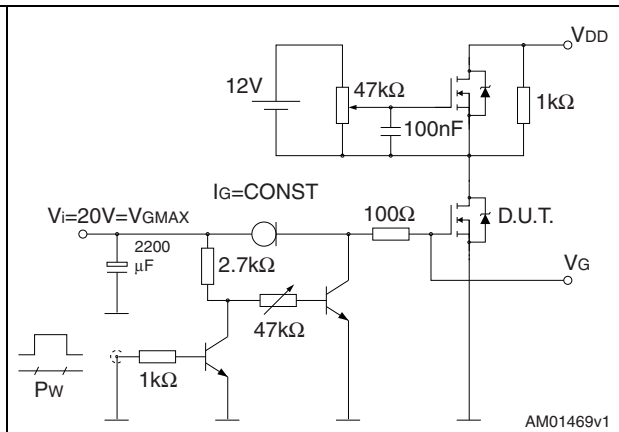 VDD
12V
47kΩ
1kΩ
100nF
IG=CONST
Vi=20V=VGMAX
100Ω
D.U.T.
2200
μF
2.7kΩ
VG
47kΩ
1kΩ
PW
AM01469v1